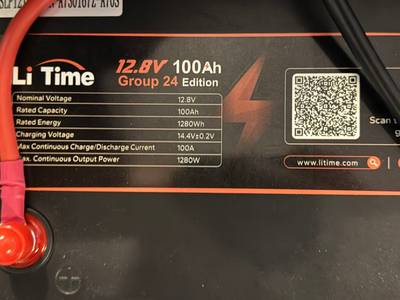 Li Time
12.8V 100Ah
Group 24 Edition
Nominal Voltage 12.8V
Rated Capacity 100Ah
Rated Energy 1280Wh
Charging Voltage 14.4V±0.2V
Max Continuous Charge/Discharge Current 100A
Max. Continuous Output Power 1280W
Scan t
g
www.litime.com